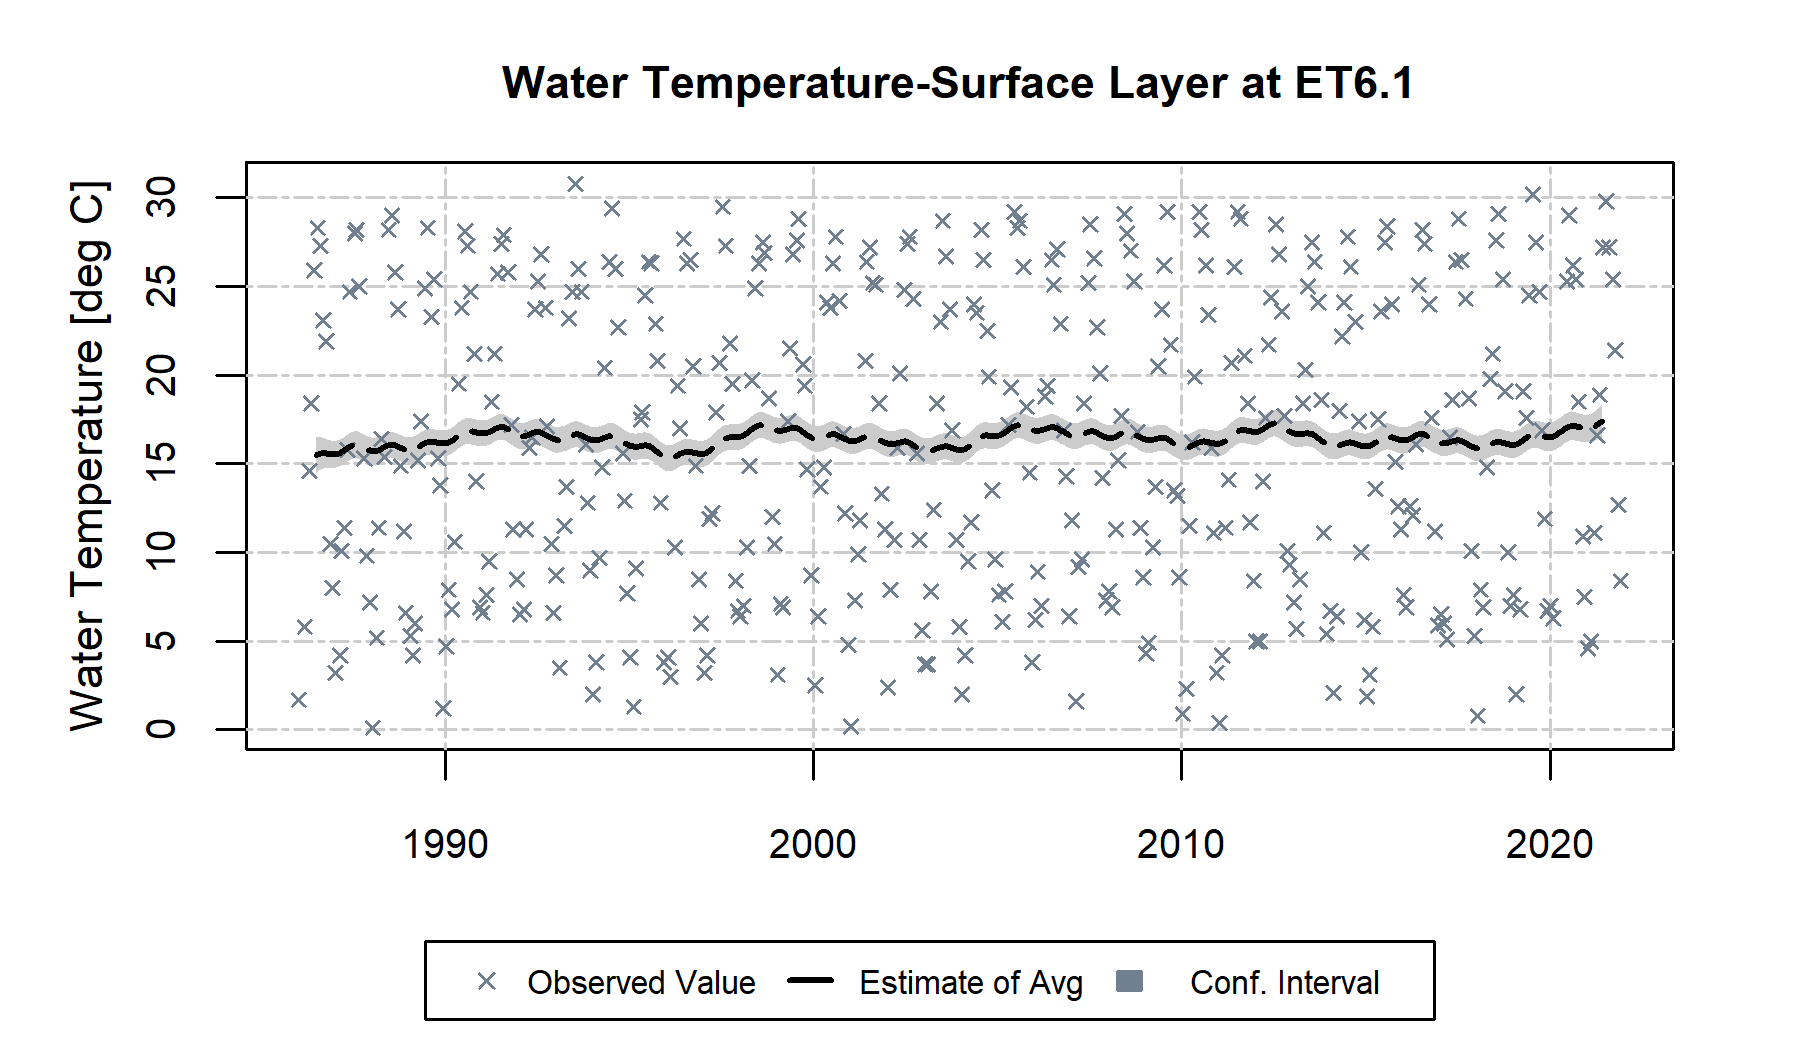 Water Temperature-Surface Layer at ET6.1
Water Temperature [deg C]
30
25
20
15
10
5
0
1990 2000 2010 2020
Observed Value Estimate of Avg Conf. Interval